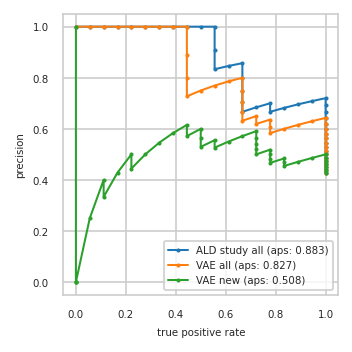 1.0
0.8
0.6
0.4
0.2
0.0
precision
ALD study all (aps: 0.883)
VAE all (aps: 0.827)
VAE new (aps: 0.508)
0.0 0.2 0.4 0.6 0.8 1.0
true positive rate